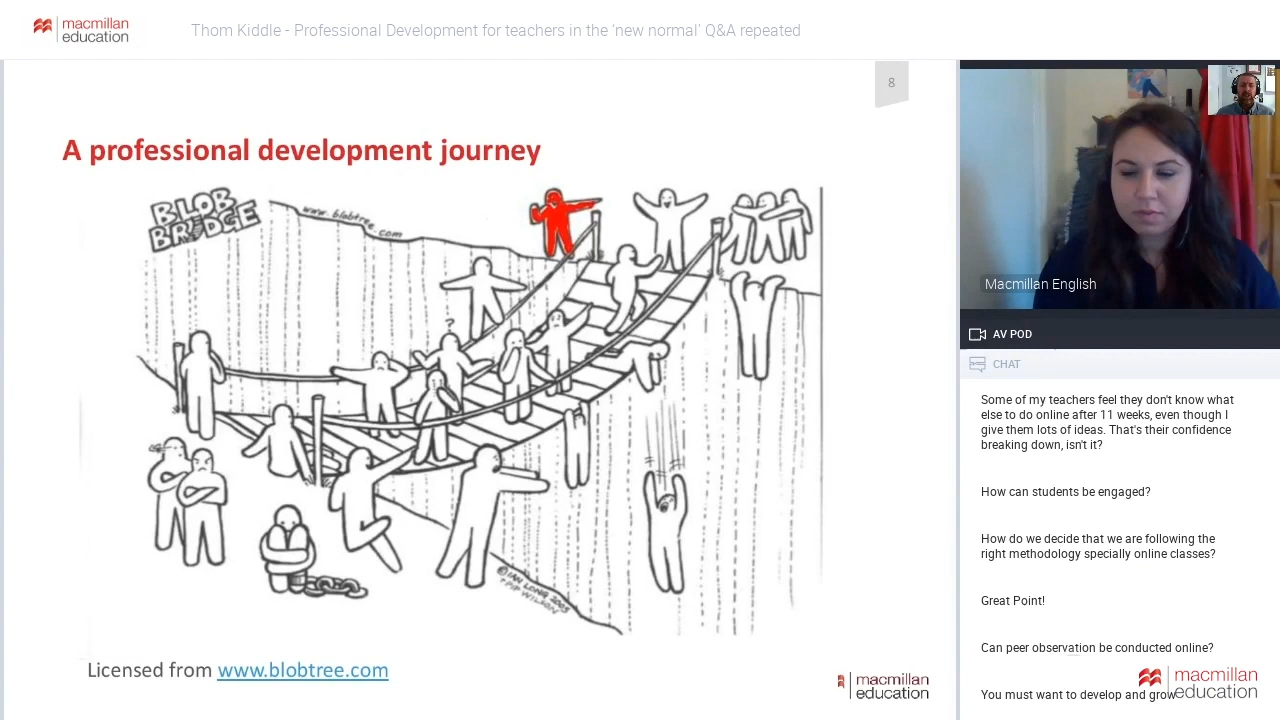 macmillan
education
Thom Kiddle - Professional Development for teachers in the 'new normal' Q&A repeated
8
A professional development journey
BLOB
BRIDGE
www.blobtree.com
?
© IAN LONG 2005
+ PIP WILSON
Licensed from www.blobtree.com
macmillan
education
Macmillan English
AV POD
CHAT
Some of my teachers feel they don't know what
else to do online after 11 weeks, even though I
give them lots of ideas. That's their confidence
breaking down, isn't it?
How can students be engaged?
How do we decide that we are following the
right methodology specially online classes?
Great Point!
Can peer observation be conducted online?
You must want to develop and grow
macmillan
education